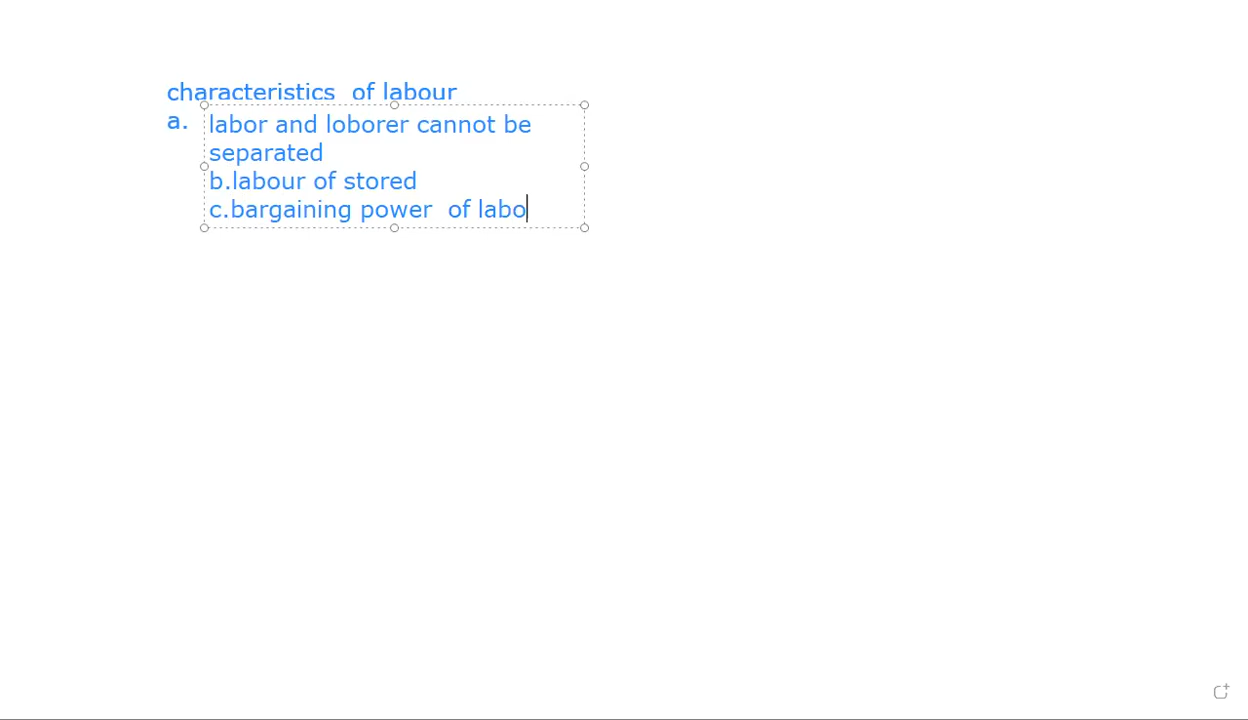 characteristics  of labour
a. labor and loborer cannot be
separated
b.labour of stored
c.bargaining power  of labo